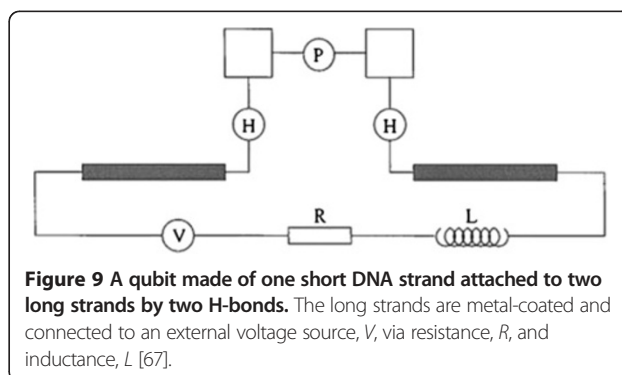 P
H H
R L
V
Figure 9 A qubit made of one short DNA strand attached to two
long strands by two H-bonds. The long strands are metal-coated and
connected to an external voltage source, V, via resistance, R, and
inductance, L [67].